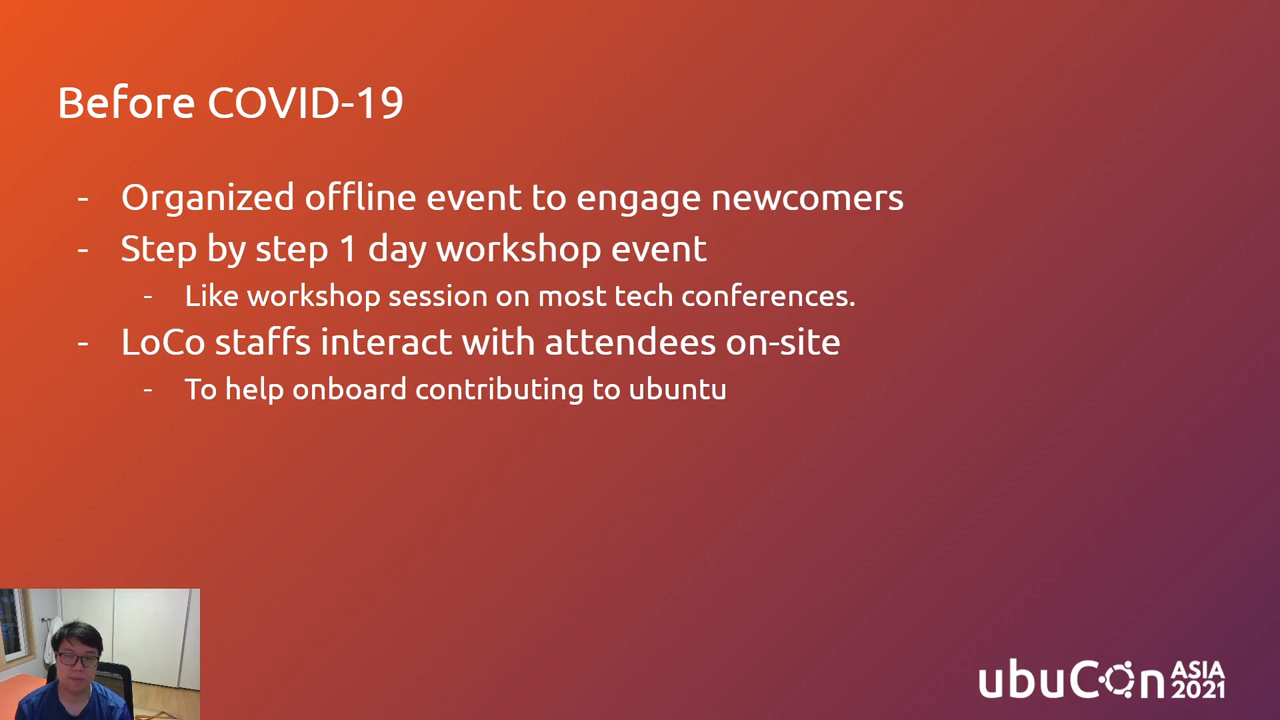 Before COVID-19
- Organized offline event to engage newcomers
- Step by step 1 day workshop event
- Like workshop session on most tech conferences.
- LoCo staffs interact with attendees on-site
- To help onboard contributing to ubuntu
ubuCon ASIA 2021